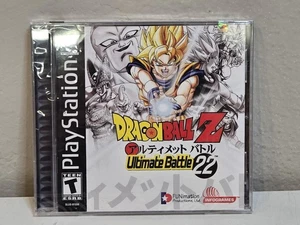 PlayStation
DRAGON BALL Z
アルティメット バトル
Ultimate Battle
22
TEEN
T
FUNimation
INFOGRAMES